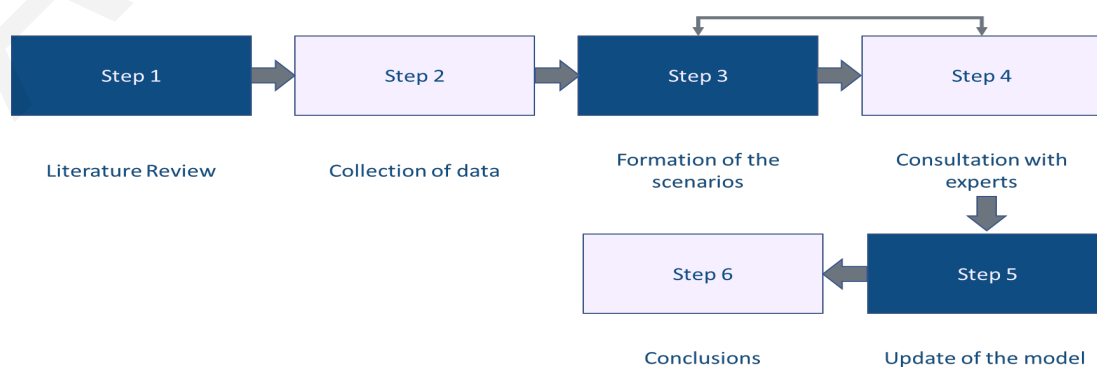 Step 1
Step 2
Step 3
Step 4
Literature Review
Collection of data
Formation of the
scenarios
Consultation with
experts
Step 6
Step 5
Conclusions
Update of the model